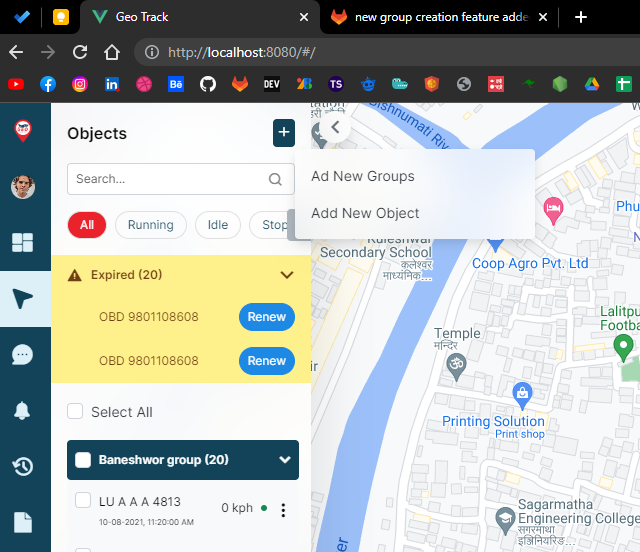 Geo Track
new group creation feature adde
http://localhost:8080/#/
DEV
TS
Objects
+
Search...
All
Running
Idle
Stop
Expired (20)
OBD 9801108608
Renew
OBD 9801108608
Renew
Select All
Baneshwor group (20)
LU A A A 4813
0 kph
10-08-2021, 11:20:00 AM
Ad New Groups
Add New Object
Bishnumati Riv
Kuleshwar
Secondary School
कुलेश्वर
माध्यमिक...
Coop Agro Pvt. Ltd
Phu
Lalitpu
Footba
Temple
मन्दिर
Printing Solution
Print shop
Sagarmatha
Engineering College
सगरमाथा
इञ्जिनियरिङ...